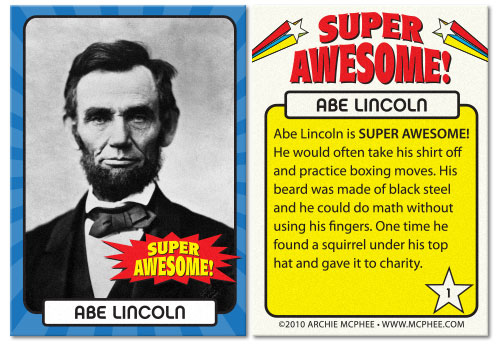 SUPER
AWESOME!
ABE LINCOLN
SUPER
AWESOME!
ABE LINCOLN
Abe Lincoln is SUPER AWESOME!
He would often take his shirt off
and practice boxing moves. His
beard was made of black steel
and he could do math without
using his fingers. One time he
found a squirrel under his top
hat and gave it to charity.
1
©2010 ARCHIE MCPHEE • WWW.MCPHEE.COM